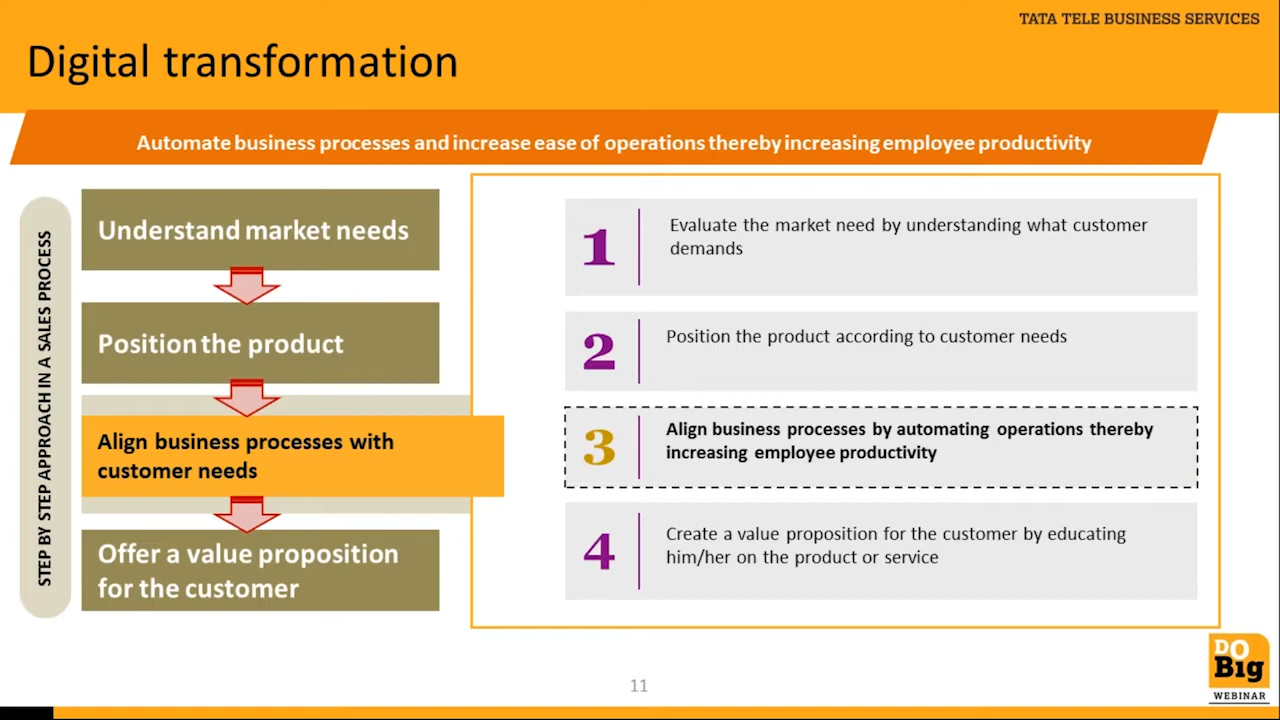 TATA TELE BUSINESS SERVICES
Digital transformation
Automate business processes and increase ease of operations thereby increasing employee productivity
STEP BY STEP APPROACH IN A SALES PROCESS
Understand market needs
Position the product
Align business processes with
customer needs
Offer a value proposition
for the customer
1
Evaluate the market need by understanding what customer
demands
2
Position the product according to customer needs
3
Align business processes by automating operations thereby
increasing employee productivity
4
Create a value proposition for the customer by educating
him/her on the product or service
11
DO
Big
WEBINAR